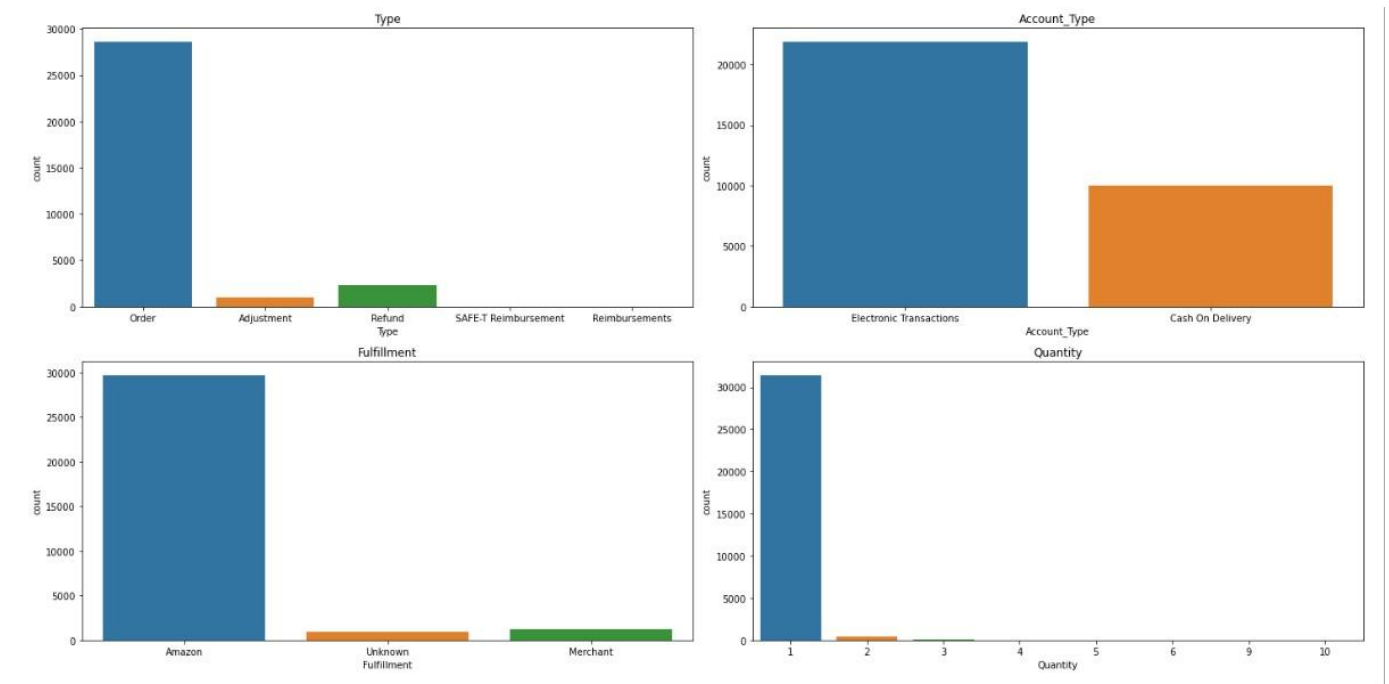 Type
30000
25000
20000
15000
10000
5000
0
count
Order Adjustment Refund SAFE-T Reimbursement Reimbursements
Type
Account_Type
20000
15000
10000
5000
0
count
Electronic Transactions Cash On Delivery
Account_Type
Fulfillment
30000
25000
20000
15000
10000
5000
0
count
Amazon Unknown Merchant
Fulfillment
Quantity
30000
25000
20000
15000
10000
5000
0
count
1 2 3 4 5 6 9 10
Quantity